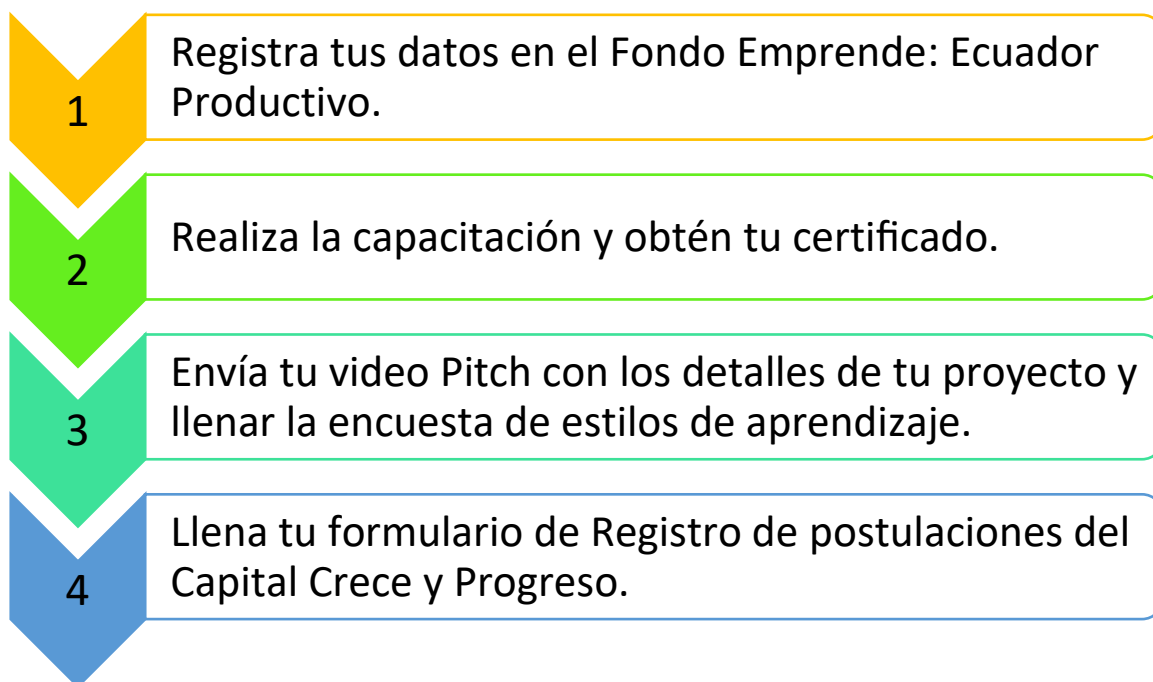 1
Registra tus datos en el Fondo Emprende: Ecuador
Productivo.
2
Realiza la capacitación y obtén tu certificado.
3
Envía tu video Pitch con los detalles de tu proyecto y
llenar la encuesta de estilos de aprendizaje.
4
Llena tu formulario de Registro de postulaciones del
Capital Crece y Progreso.